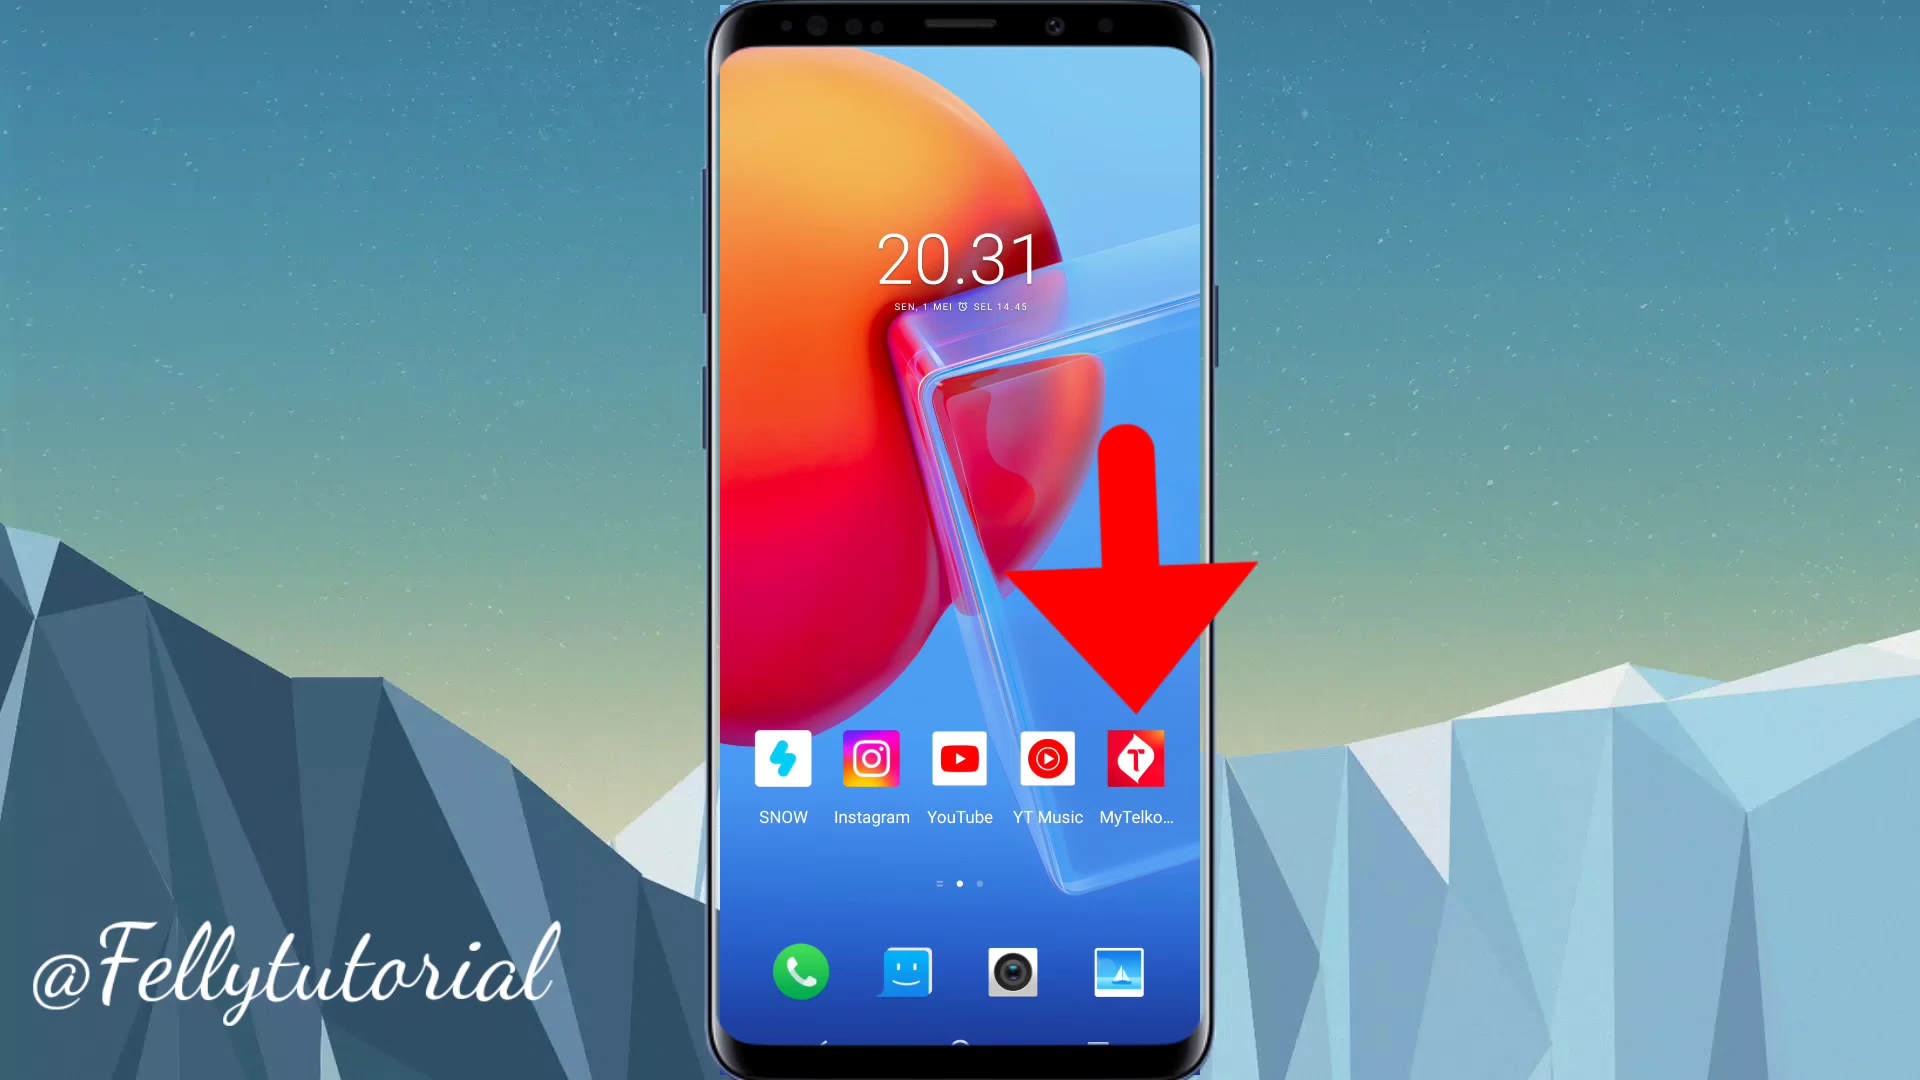 20.31
SEN, 1 MEI SEL 14.45
SNOW Instagram YouTube YT Music MyTelko...
@Fellytutorial